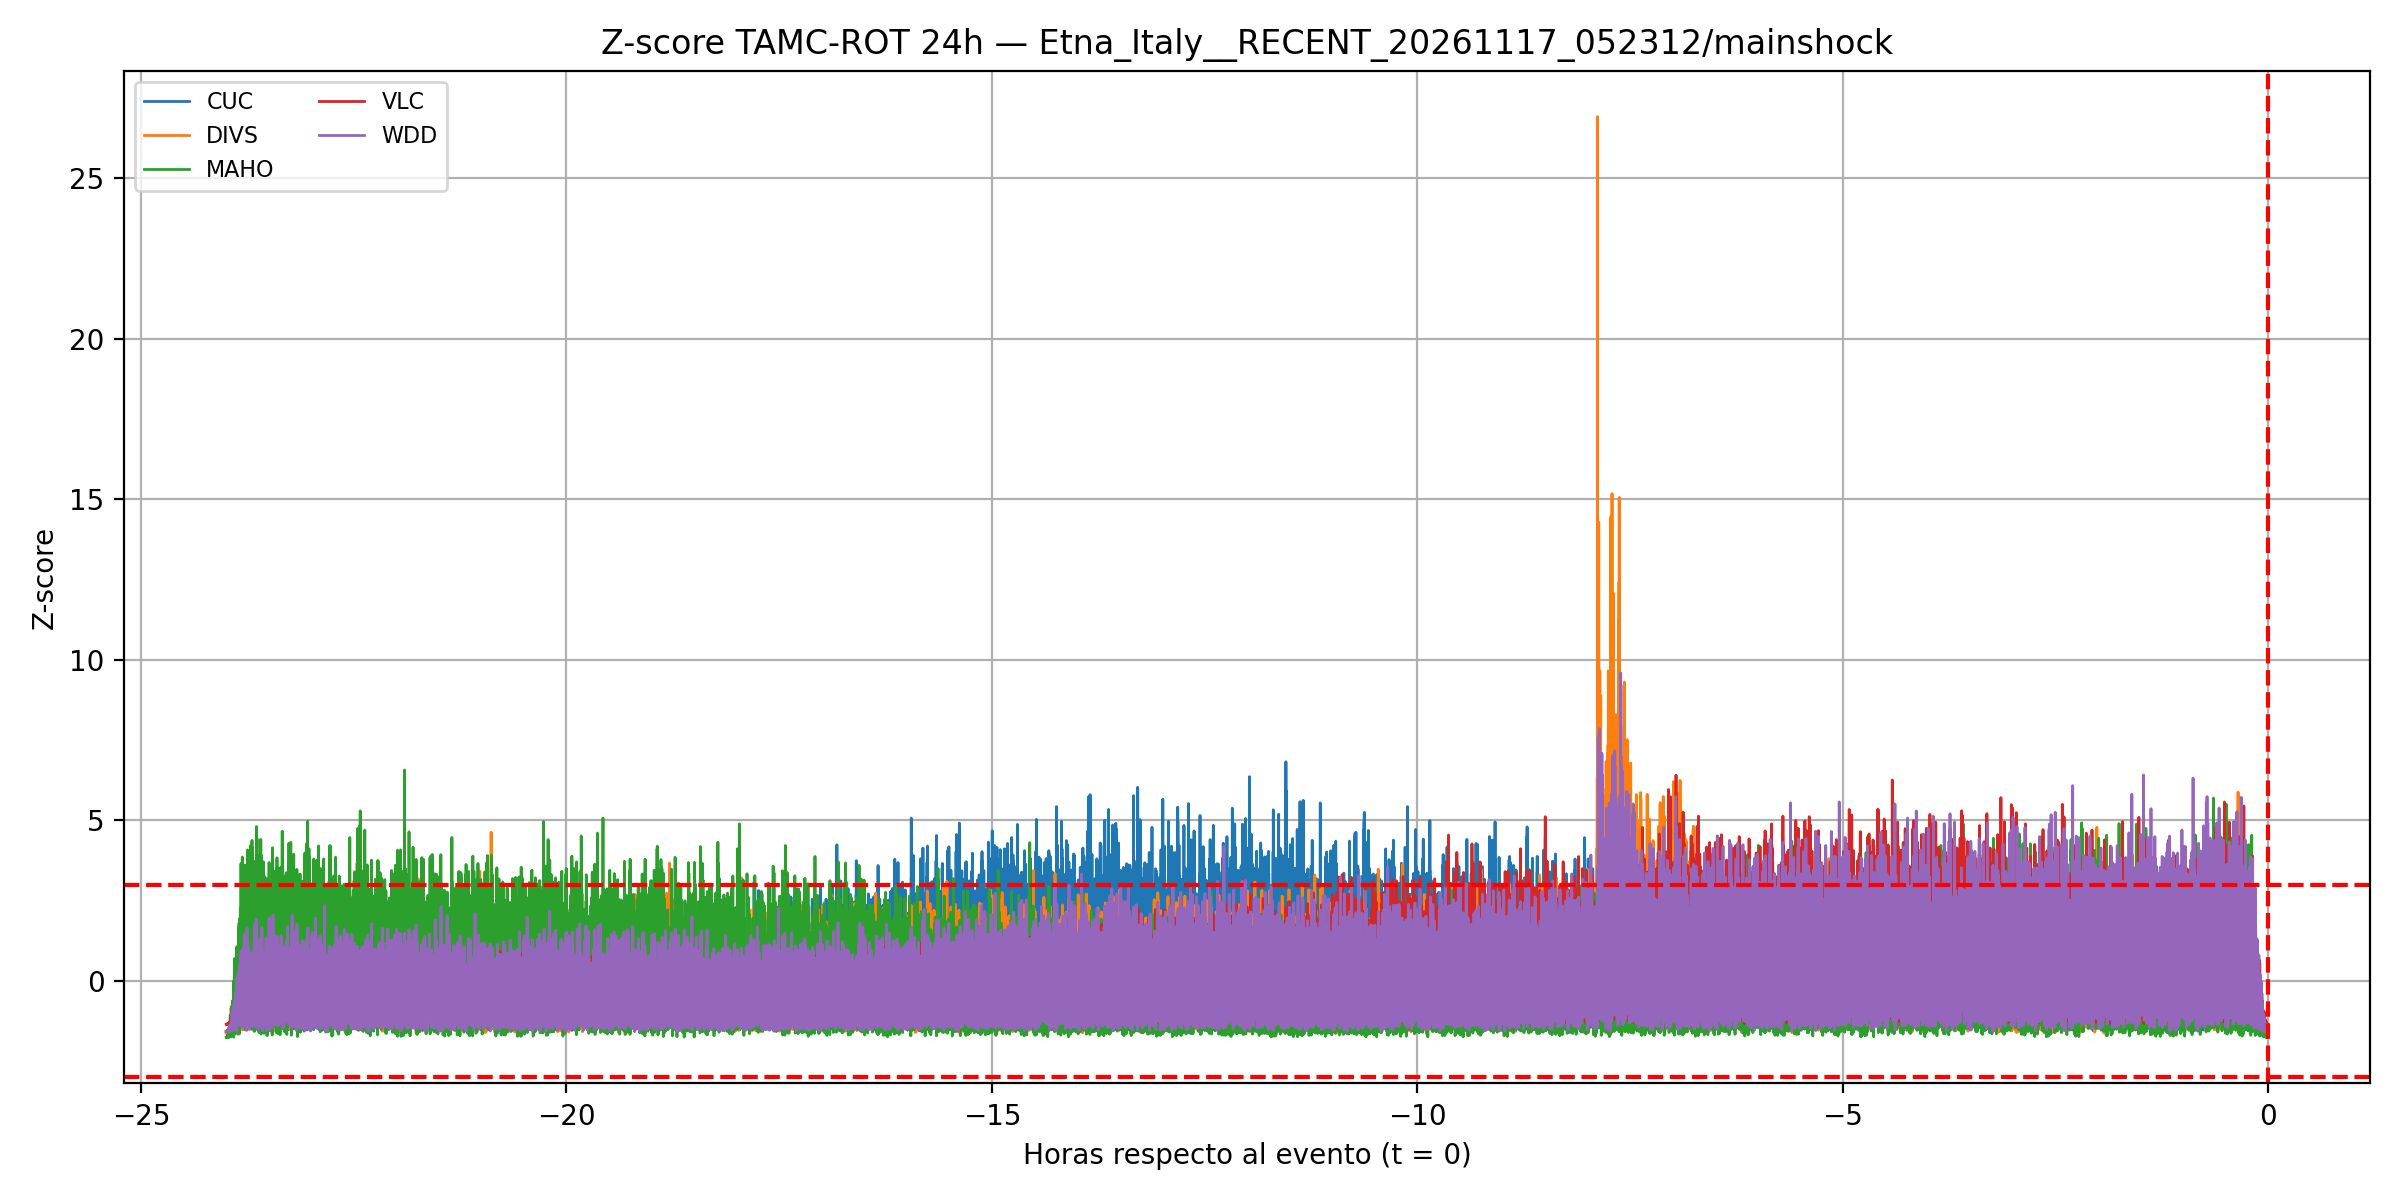 Z-score TAMC-ROT 24h — Etna_Italy__RECENT_20261117_052312/mainshock
CUC
DIVS
MAHO
VLC
WDD
25
20
15
10
5
0
Z-score
−25
−20
−15
−10
−5
0
Horas respecto al evento (t = 0)